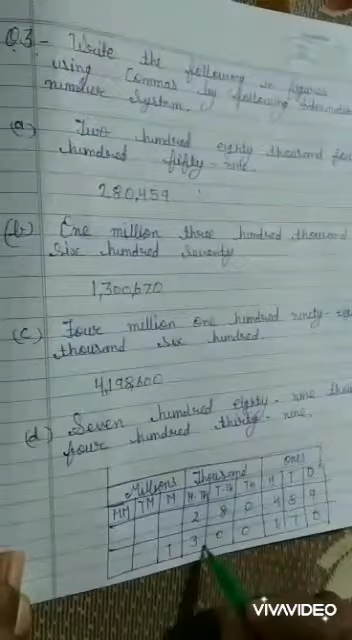 Q.3 - Write the following in figures
using Commas by following
number system.
(a) Two hundred eighty thousand
hundred fifty-nine.
280,459
(b) One million three hundred thousand
six hundred seventy
1,300,670
(c) Four million one hundred ninety-
thousand six hundred.
4,198,600
(d) Seven hundred eighty-nine
four hundred thirty-nine.
Millions Thousand ones
HM TM M H.Th T.Th Th H T O
2 8 0 4 5 9
1 3 0 0 6 7 0
VIVAVIDEO